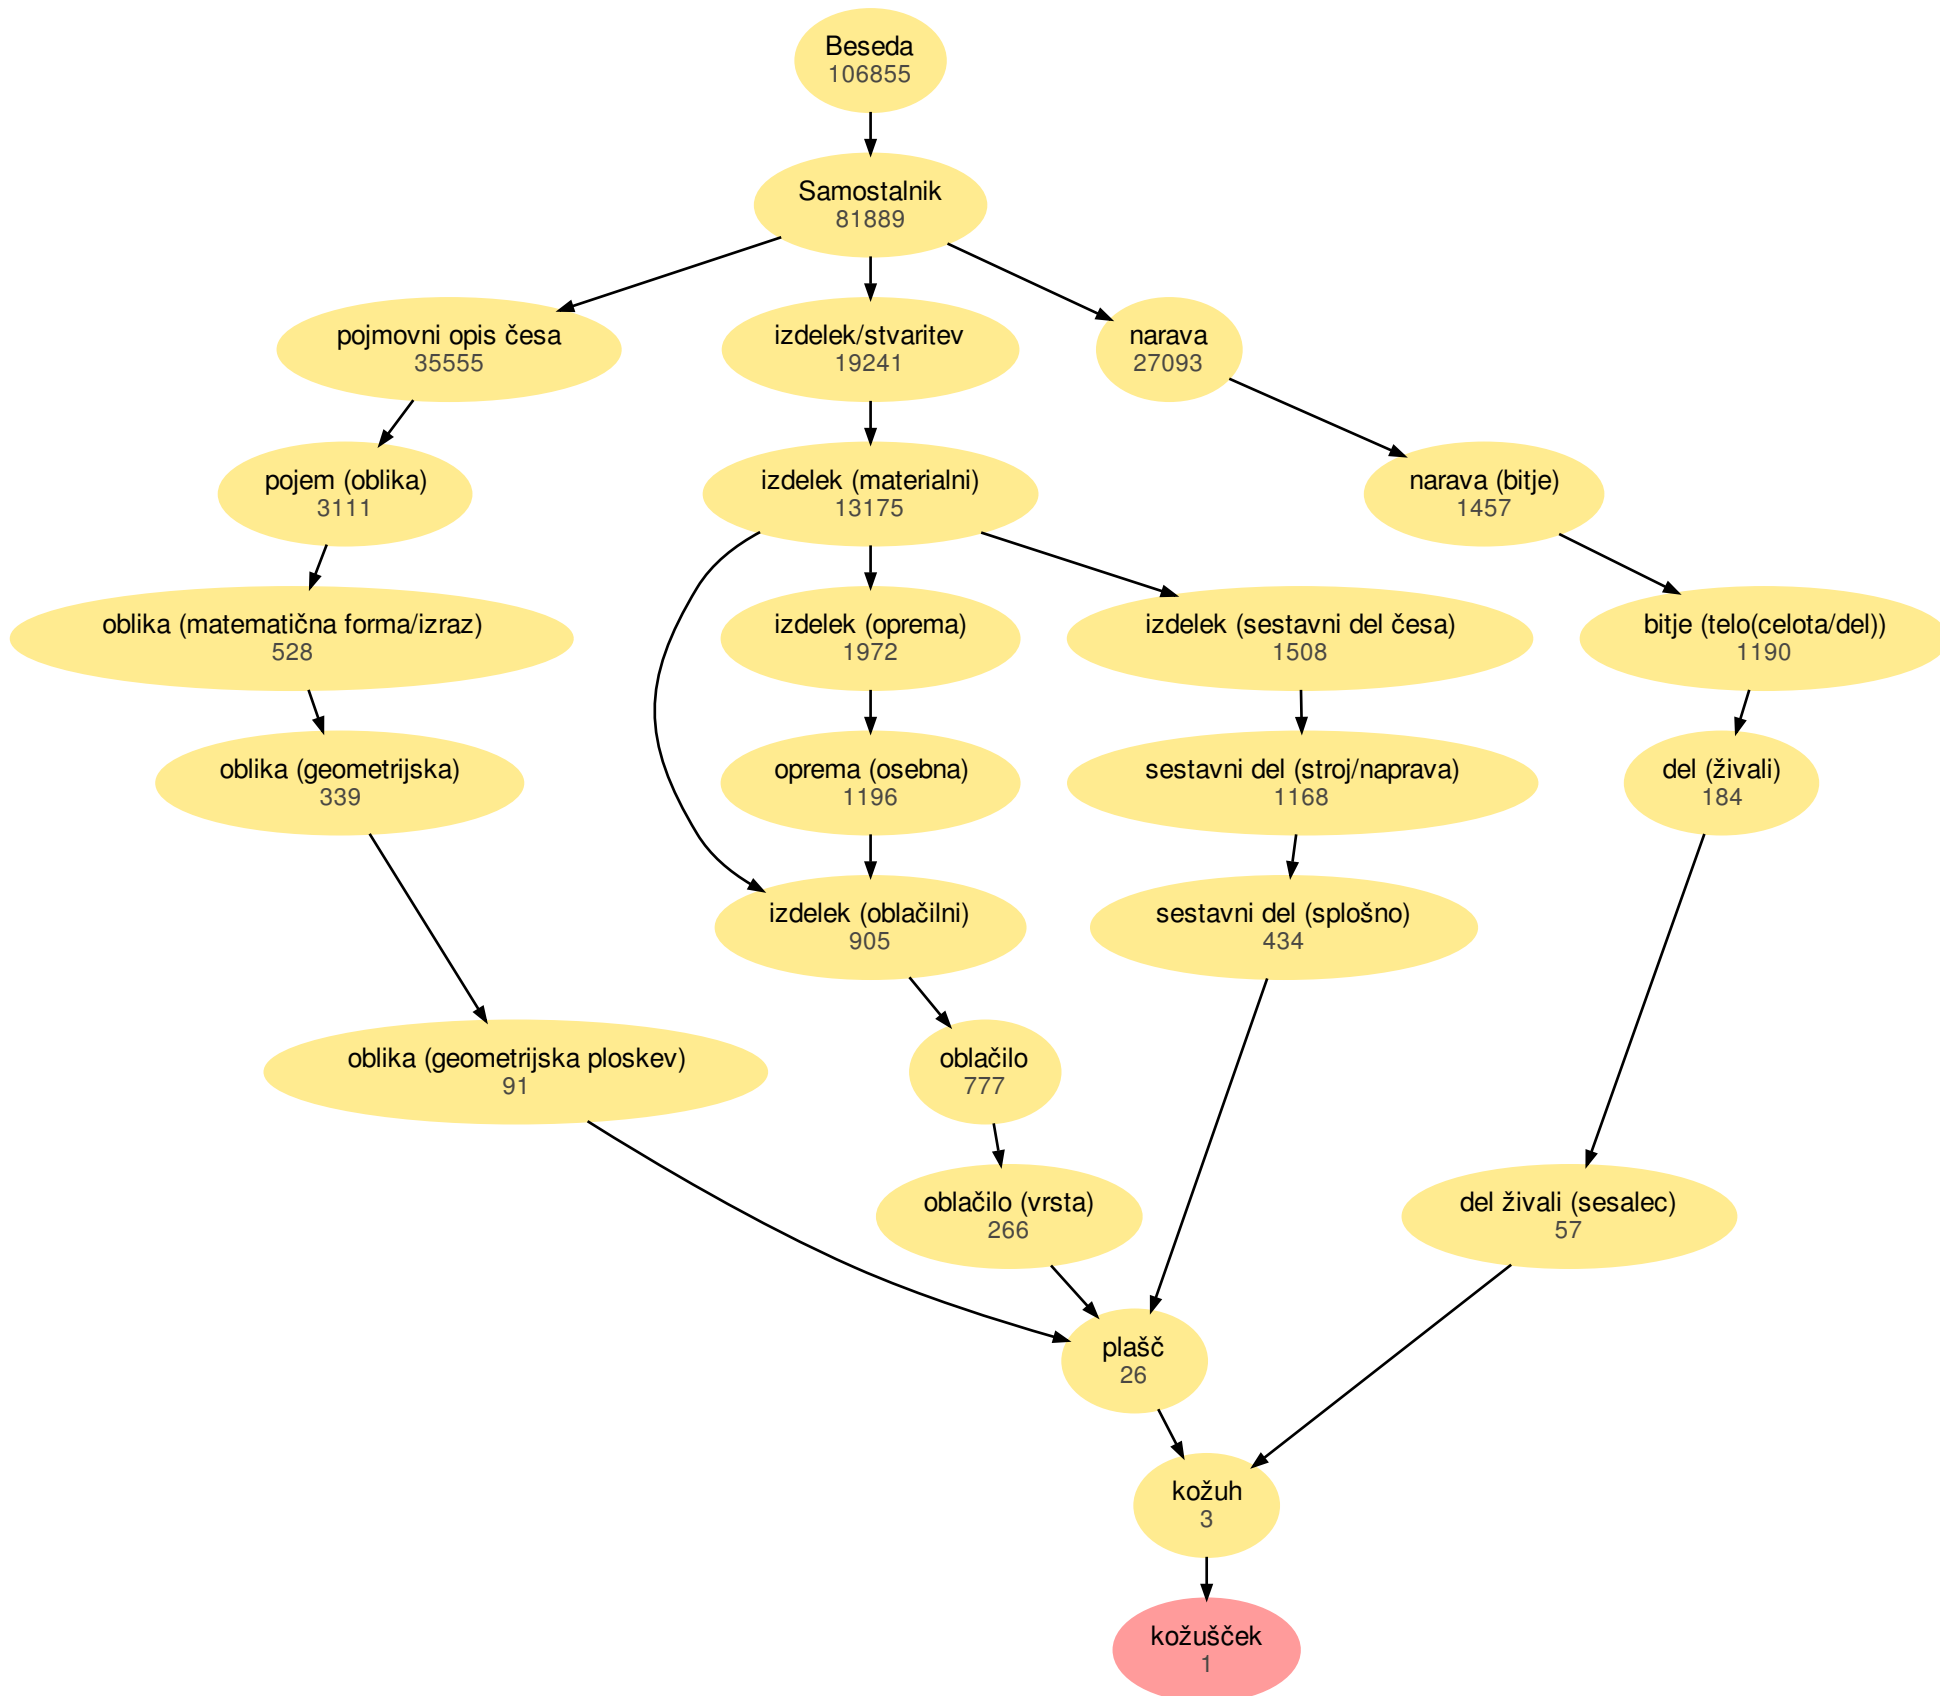 Beseda
106855
Samostalnik
81889
pojmovni opis česa
35555
izdelek/stvaritev
19241
narava
27093
pojem (oblika)
3111
izdelek (materialni)
13175
narava (bitje)
1457
oblika (matematična forma/izraz)
528
izdelek (oprema)
1972
izdelek (sestavni del česa)
1508
bitje (telo(celota/del))
1190
oblika (geometrijska)
339
oprema (osebna)
1196
sestavni del (stroj/naprava)
1168
del (živali)
184
izdelek (oblačilni)
905
sestavni del (splošno)
434
oblika (geometrijska ploskev)
91
oblačilo
777
oblačilo (vrsta)
266
del živali (sesalec)
57
plašč
26
kožuh
3
kožušček
1